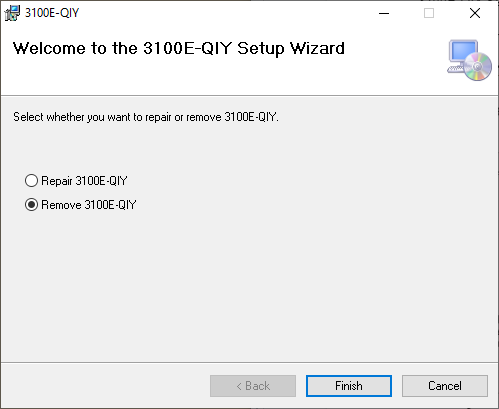 3100E-QIY
Welcome to the 3100E-QIY Setup Wizard
Select whether you want to repair or remove 3100E-QIY.
Repair 3100E-QIY
Remove 3100E-QIY
< Back
Finish
Cancel